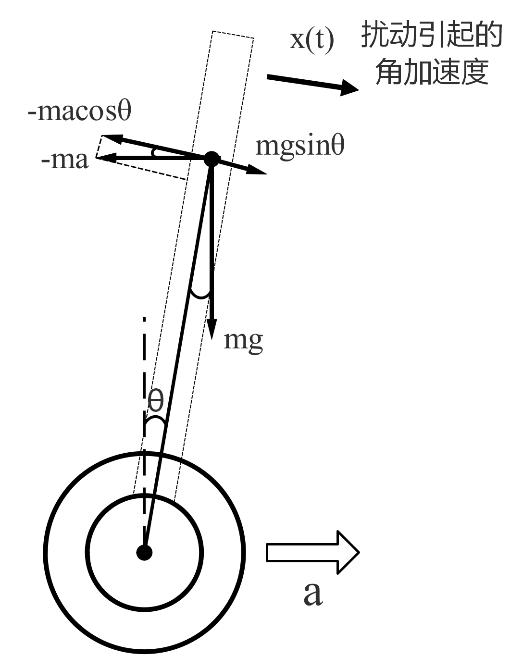 x(t) 扰动引起的
角加速度
-macosθ
-ma
mgsinθ
mg
θ
a